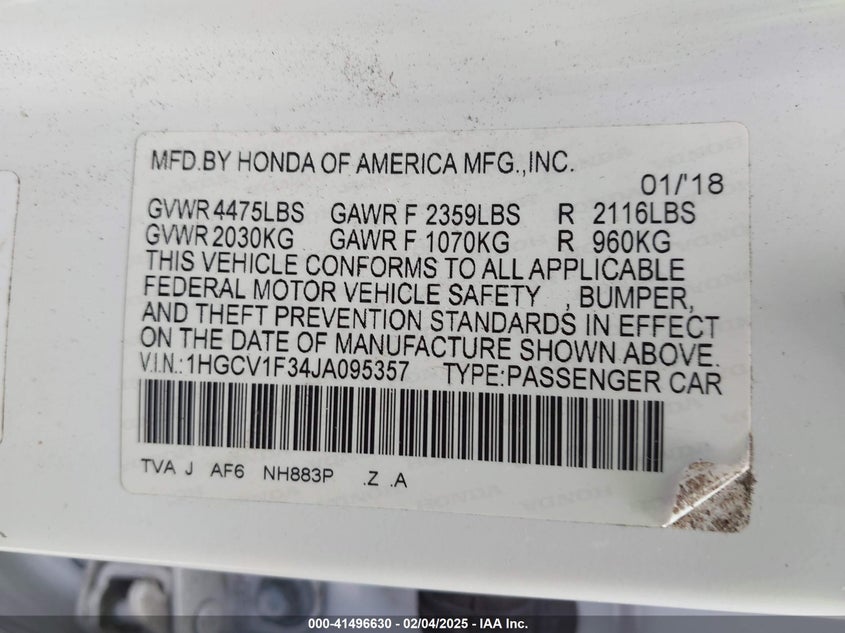 MFD.BY HONDA OF AMERICA MFG.,INC.
01/'18
GVWR 4475LBS GAWR F 2359LBS R 2116LBS
GVWR 2030KG GAWR F 1070KG R 960KG
THIS VEHICLE CONFORMS TO ALL APPLICABLE
FEDERAL MOTOR VEHICLE SAFETY , BUMPER,
AND THEFT PREVENTION STANDARDS IN EFFECT
ON THE DATE OF MANUFACTURE SHOWN ABOVE.
V.I.N.:1HGCV1F34JA095357 TYPE:PASSENGER CAR
TVA J AF6 NH883P .Z .A
HONDA HONDA
000-41496630 - 02/04/2025 - IAA Inc.